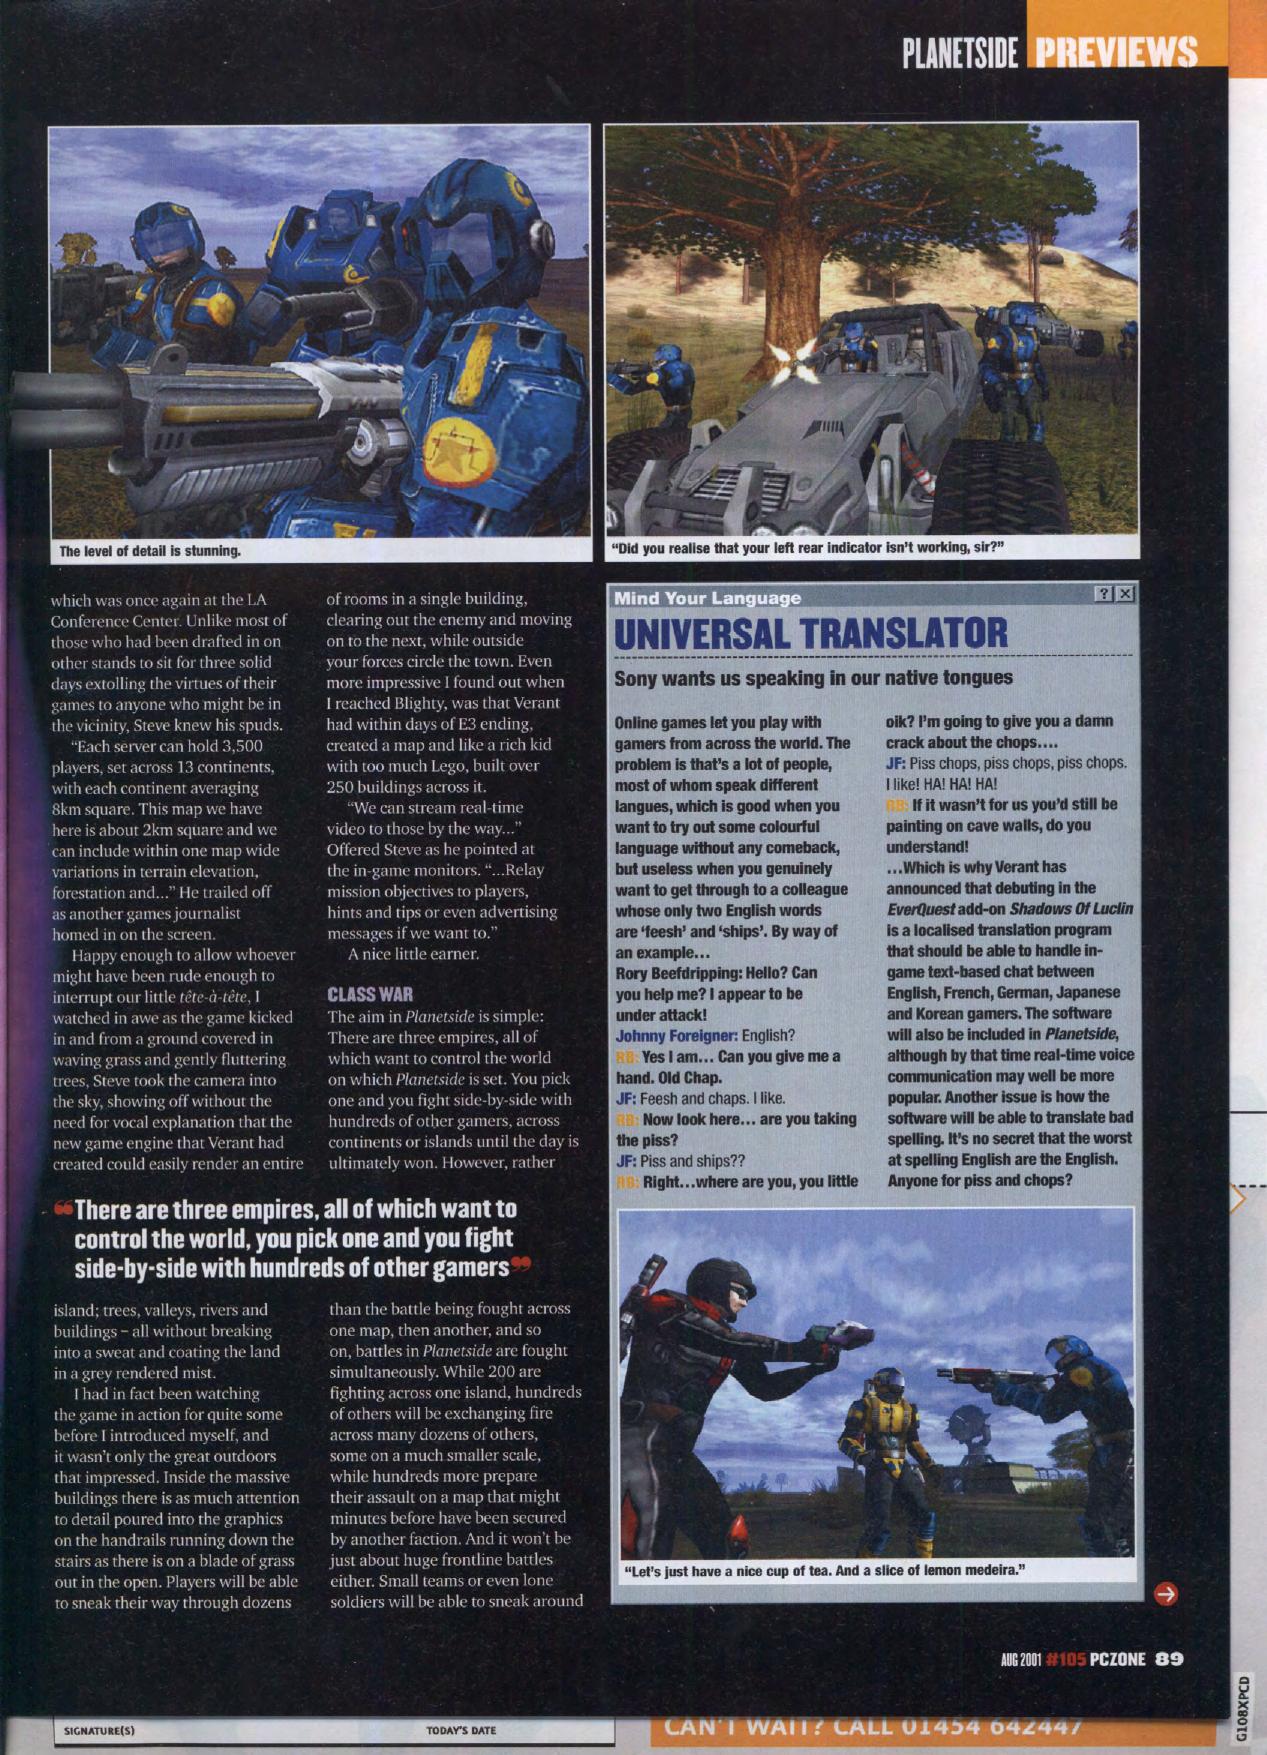 PLANETSIDE PREVIEWS
The level of detail is stunning.
"Did you realise that your left rear indicator isn't working, sir?"
which was once again at the LA
Conference Center. Unlike most of
those who had been drafted in on
other stands to sit for three solid
days extolling the virtues of their
games to anyone who might be in
the vicinity, Steve knew his spuds.
"Each server can hold 3,500
players, set across 13 continents,
with each continent averaging
8km square. This map we have
here is about 2km square and we
can include within one map wide
variations in terrain elevation,
forestation and..." He trailed off
as another games journalist
homed in on the screen.
Happy enough to allow whoever
might have been rude enough to
interrupt our little tête-à-tête, I
watched in awe as the game kicked
in and from a ground covered in
waving grass and gently fluttering
trees, Steve took the camera into
the sky, showing off without the
need for vocal explanation that the
new game engine that Verant had
created could easily render an entire
of rooms in a single building,
clearing out the enemy and moving
on to the next, while outside
your forces circle the town. Even
more impressive I found out when
I reached Blighty, was that Verant
had within days of E3 ending,
created a map and like a rich kid
with too much Lego, built over
250 buildings across it.
"We can stream real-time
video to those by the way..."
Offered Steve as he pointed at
the in-game monitors. "...Relay
mission objectives to players,
hints and tips or even advertising
messages if we want to."
A nice little earner.
CLASS WAR
The aim in Planetside is simple:
There are three empires, all of
which want to control the world
on which Planetside is set. You pick
one and you fight side-by-side with
hundreds of other gamers, across
continents or islands until the day is
ultimately won. However, rather
“There are three empires, all of which want to
control the world, you pick one and you fight
side-by-side with hundreds of other gamers”
island; trees, valleys, rivers and
buildings – all without breaking
into a sweat and coating the land
in a grey rendered mist.
I had in fact been watching
the game in action for quite some
before I introduced myself, and
it wasn't only the great outdoors
that impressed. Inside the massive
buildings there is as much attention
to detail poured into the graphics
on the handrails running down the
stairs as there is on a blade of grass
out in the open. Players will be able
to sneak their way through dozens
than the battle being fought across
one map, then another, and so
on, battles in Planetside are fought
simultaneously. While 200 are
fighting across one island, hundreds
of others will be exchanging fire
across many dozens of others,
some on a much smaller scale,
while hundreds more prepare
their assault on a map that might
minutes before have been secured
by another faction. And it won't be
just about huge frontline battles
either. Small teams or even lone
soldiers will be able to sneak around
Mind Your Language ? X
UNIVERSAL TRANSLATOR
Sony wants us speaking in our native tongues
Online games let you play with
gamers from across the world. The
problem is that's a lot of people,
most of whom speak different
langues, which is good when you
want to try out some colourful
language without any comeback,
but useless when you genuinely
want to get through to a colleague
whose only two English words
are 'feesh' and 'ships'. By way of
an example...
Rory Beefdripping: Hello? Can
you help me? I appear to be
under attack!
Johnny Foreigner: English?
RB: Yes I am... Can you give me a
hand. Old Chap.
JF: Feesh and chaps. I like.
RB: Now look here... are you taking
the piss?
JF: Piss and ships??
RB: Right...where are you, you little
oik? I'm going to give you a damn
crack about the chops....
JF: Piss chops, piss chops, piss chops.
I like! HA! HA! HA!
RB: If it wasn't for us you'd still be
painting on cave walls, do you
understand!
...Which is why Verant has
announced that debuting in the
EverQuest add-on Shadows Of Luclin
is a localised translation program
that should be able to handle in-
game text-based chat between
English, French, German, Japanese
and Korean gamers. The software
will also be included in Planetside,
although by that time real-time voice
communication may well be more
popular. Another issue is how the
software will be able to translate bad
spelling. It's no secret that the worst
at spelling English are the English.
Anyone for piss and chops?
"Let's just have a nice cup of tea. And a slice of lemon medeira."
AUG 2001 #105 PCZONE 89
SIGNATURE(S) TODAY'S DATE
CAN'T WAIT? CALL 01454 642447
G108XPCD